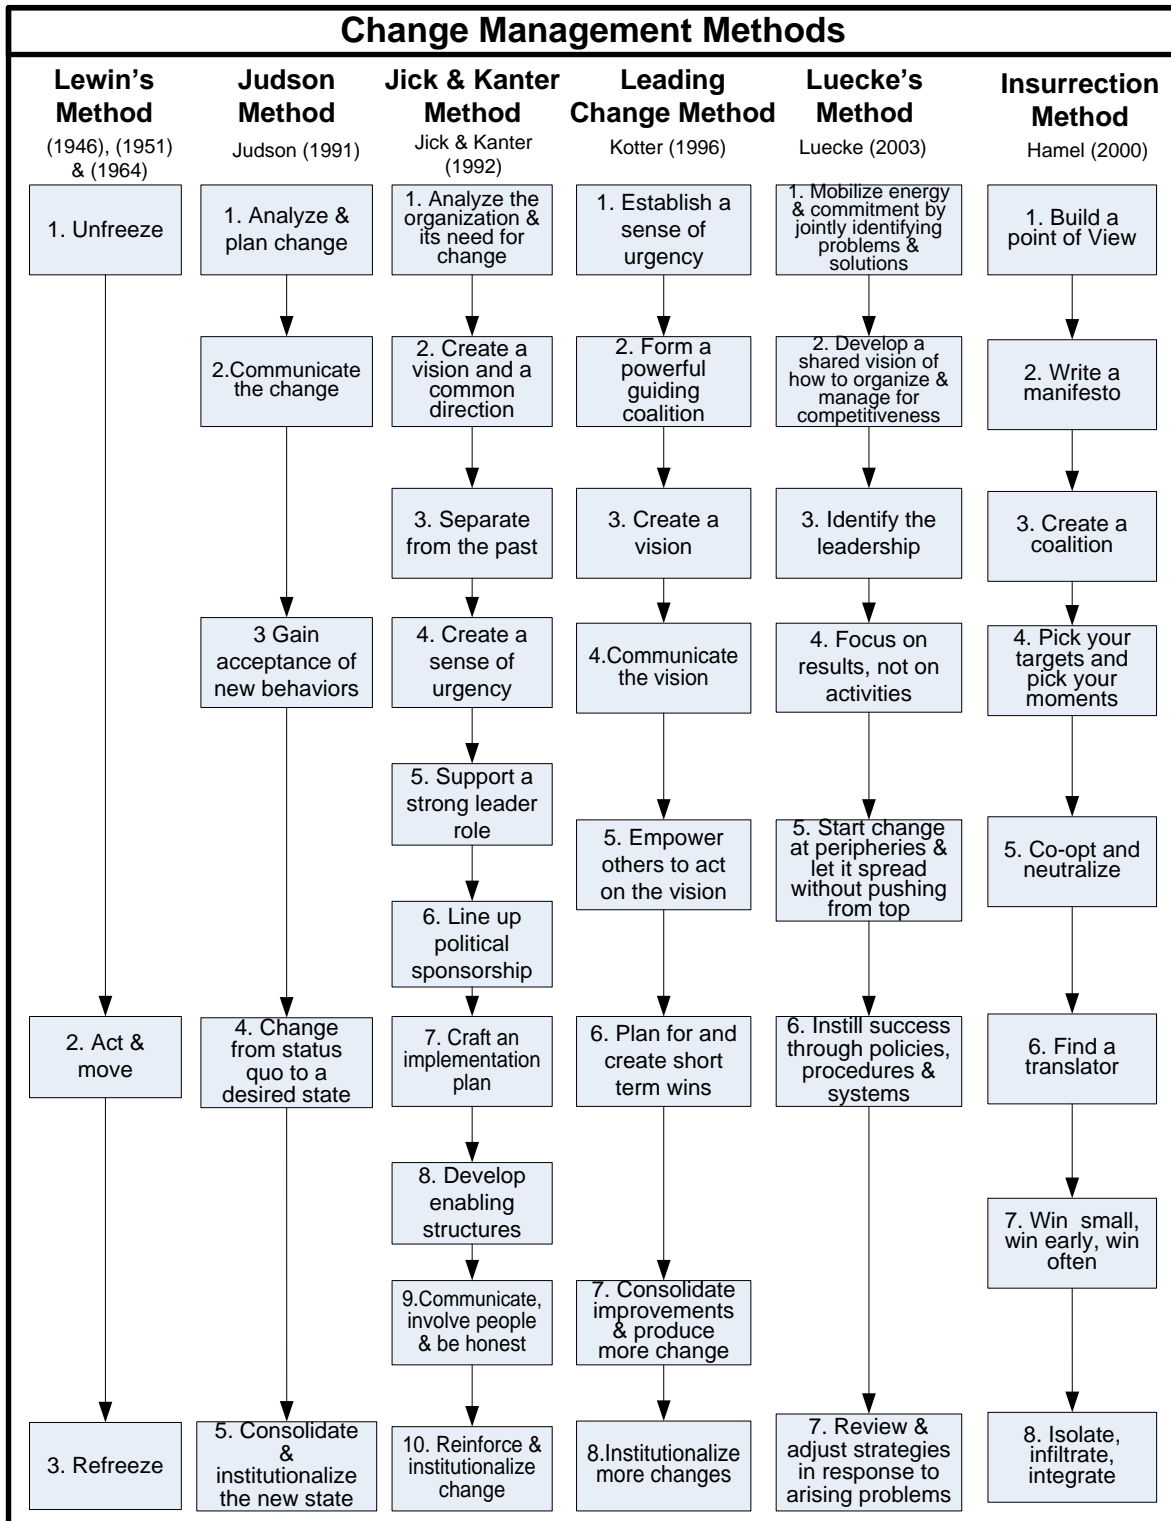 Change Management Methods
Lewin's
Method
(1946), (1951)
& (1964)
1. Unfreeze
2. Act &
move
3. Refreeze
Judson
Method
Judson (1991)
1. Analyze &
plan change
2.Communicate
the change
3 Gain
acceptance of
new behaviors
4. Change
from status
quo to a
desired state
5. Consolidate
&
institutionalize
the new state
Jick & Kanter
Method
Jick & Kanter
(1992)
1. Analyze the
organization &
its need for
change
2. Create a
vision and a
common
direction
3. Separate
from the past
4. Create a
sense of
urgency
5. Support a
strong leader
role
6. Line up
political
sponsorship
7. Craft an
implementation
plan
8. Develop
enabling
structures
9.Communicate,
involve people
& be honest
10. Reinforce &
institutionalize
change
Leading
Change Method
Kotter (1996)
1. Establish a
sense of
urgency
2. Form a
powerful
guiding
coalition
3. Create a
vision
4.Communicate
the vision
5. Empower
others to act
on the vision
6. Plan for and
create short
term wins
7. Consolidate
improvements
& produce
more change
8.Institutionalize
more changes
Luecke's
Method
Luecke (2003)
1. Mobilize energy
& commitment by
jointly identifying
problems &
solutions
2. Develop a
shared vision of
how to organize &
manage for
competitiveness
3. Identify the
leadership
4. Focus on
results, not on
activities
5. Start change
at peripheries &
let it spread
without pushing
from top
6. Instill success
through policies,
procedures &
systems
7. Review &
adjust strategies
in response to
arising problems
Insurrection
Method
Hamel (2000)
1. Build a
point of View
2. Write a
manifesto
3. Create a
coalition
4. Pick your
targets and
pick your
moments
5. Co-opt and
neutralize
6. Find a
translator
7. Win small,
win early, win
often
8. Isolate,
infiltrate,
integrate